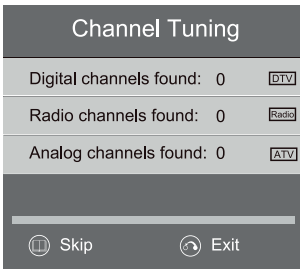 Channel Tuning
Digital channels found: 0 DTV
Radio channels found: 0 Radio
Analog channels found: 0 ATV
Skip Exit